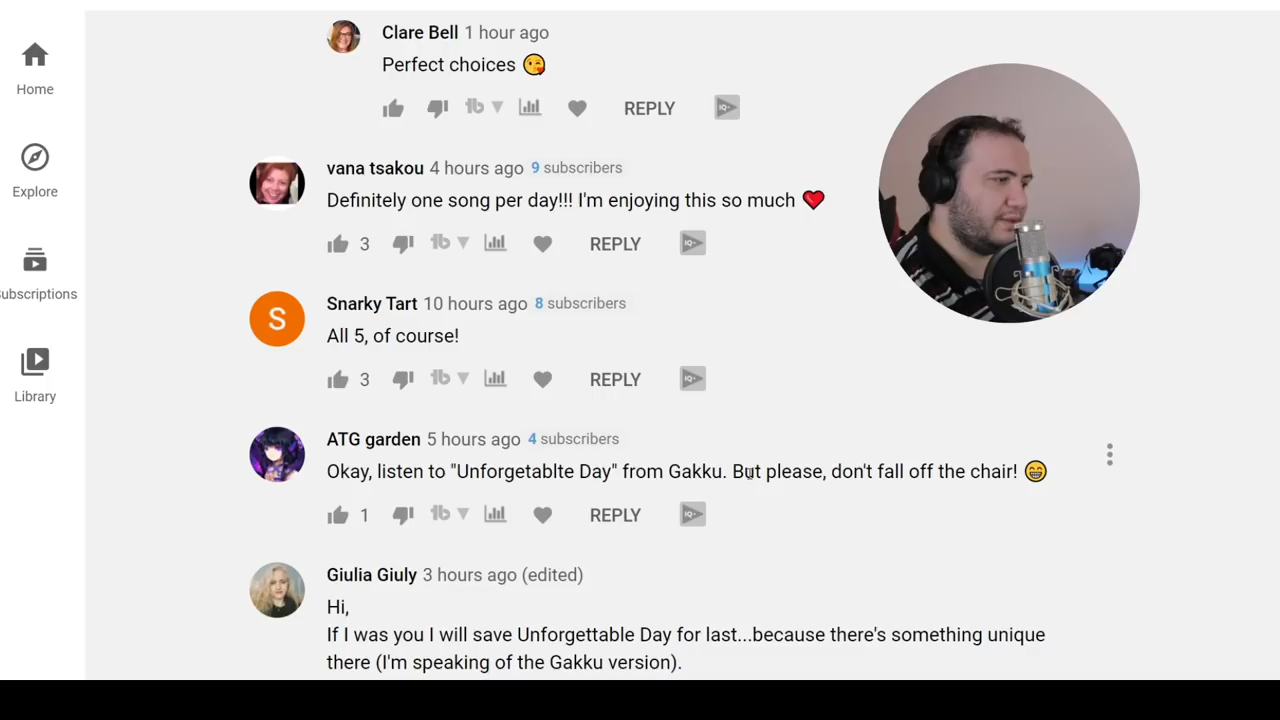 Clare Bell 1 hour ago
Perfect choices 😘
REPLY
Home
vana tsakou 4 hours ago 9 subscribers
Definitely one song per day!!! I'm enjoying this so much ❤️
3 REPLY
Explore
Snarky Tart 10 hours ago 8 subscribers
All 5, of course!
3 REPLY
ubscriptions
Library
ATG garden 5 hours ago 4 subscribers
Okay, listen to "Unforgetablte Day" from Gakku. But please, don't fall off the chair! 😁
1 REPLY
Giulia Giuly 3 hours ago (edited)
Hi,
If I was you I will save Unforgettable Day for last...because there's something unique
there (I'm speaking of the Gakku version).